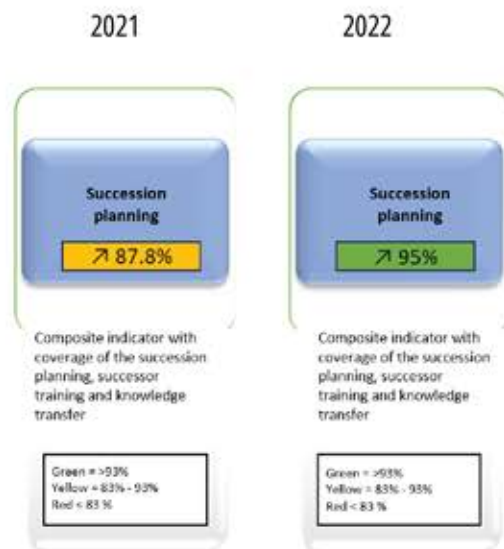 2021
Succession
planning
↗ 87.8%
Composite indicator with
coverage of the succession
planning, successor
training and knowledge
transfer
Green = >93%
Yellow = 83% - 93%
Red < 83 %
2022
Succession
planning
↗ 95%
Composite indicator with
coverage of the succession
planning, successor
training and knowledge
transfer
Green = >93%
Yellow = 83% - 93%
Red < 83 %